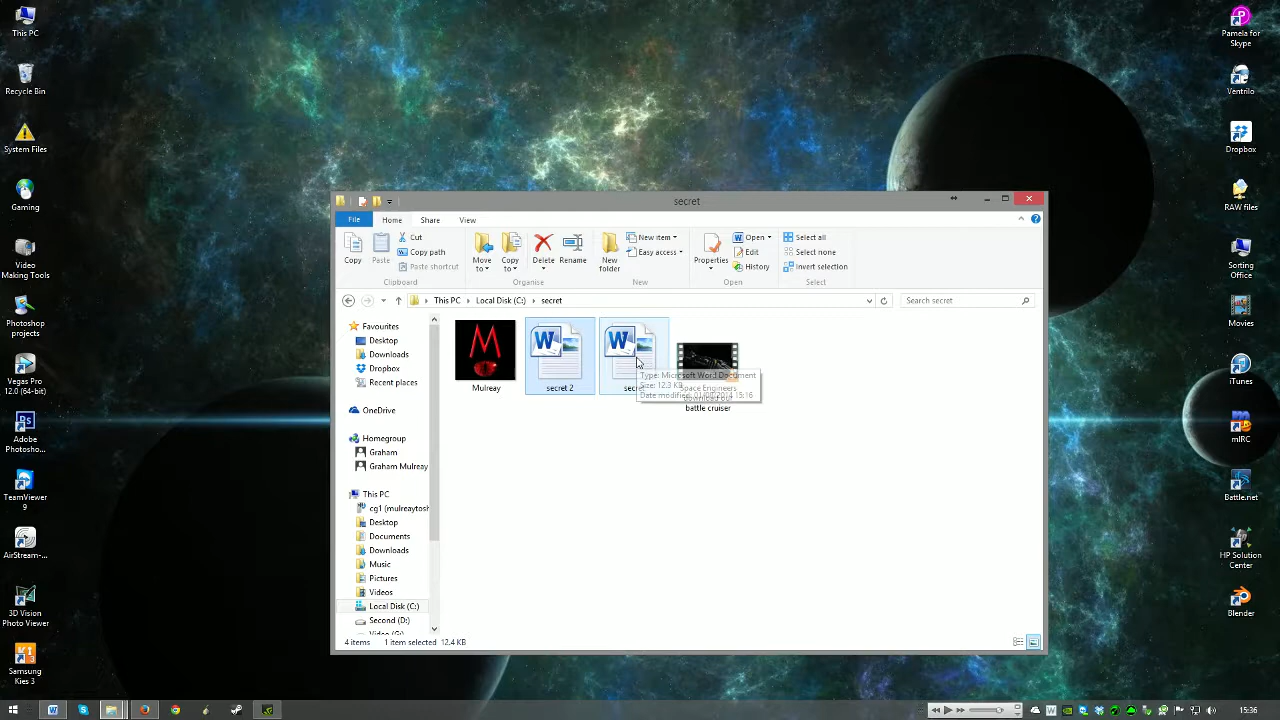 This PC
Recycle Bin
System Files
Gaming
Video
Making Tools
Photoshop
projects
Vegas Pro
12.0 (64-bit)
Adobe
Photosho...
TeamViewer
9
AirStream-...
3D Vision
Photo Viewer
Samsung
Kies 3
secret
File
Home
Share
View
Copy
Paste
Cut
Copy path
Paste shortcut
Clipboard
Move
to
Copy
to
Delete
Rename
Organise
New
folder
New item
Easy access
New
Properties
Open
Edit
History
Open
Select all
Select none
Invert selection
Select
This PC
Local Disk (C:)
secret
Search secret
Favourites
Desktop
Downloads
Dropbox
Recent places
OneDrive
Homegroup
Graham
Graham Mulreay
This PC
cg1 (mulreaytosh
Desktop
Documents
Downloads
Music
Pictures
Videos
Local Disk (C:)
Second (D:)
Mulreay
secret 2
secr
Type: Microsoft Word Document
Size: 12.3 KB
Date modified: 01/09/2014 15:16
Space Engineers
battle cruiser
4 items
1 item selected
12.4 KB
Pamela for
Skype
Ventrilo
Dropbox
RAW files
Sorting
Office
Movies
iTunes
mIRC
Battle.net
HP Solution
Center
Blender
15:36